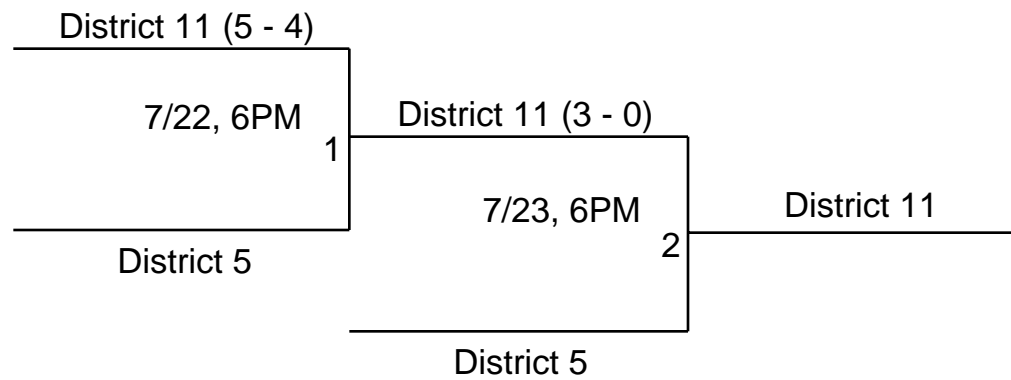 District 11 (5 - 4)
7/22, 6PM
1
District 5
District 11 (3 - 0)
7/23, 6PM
2
District 5
District 11